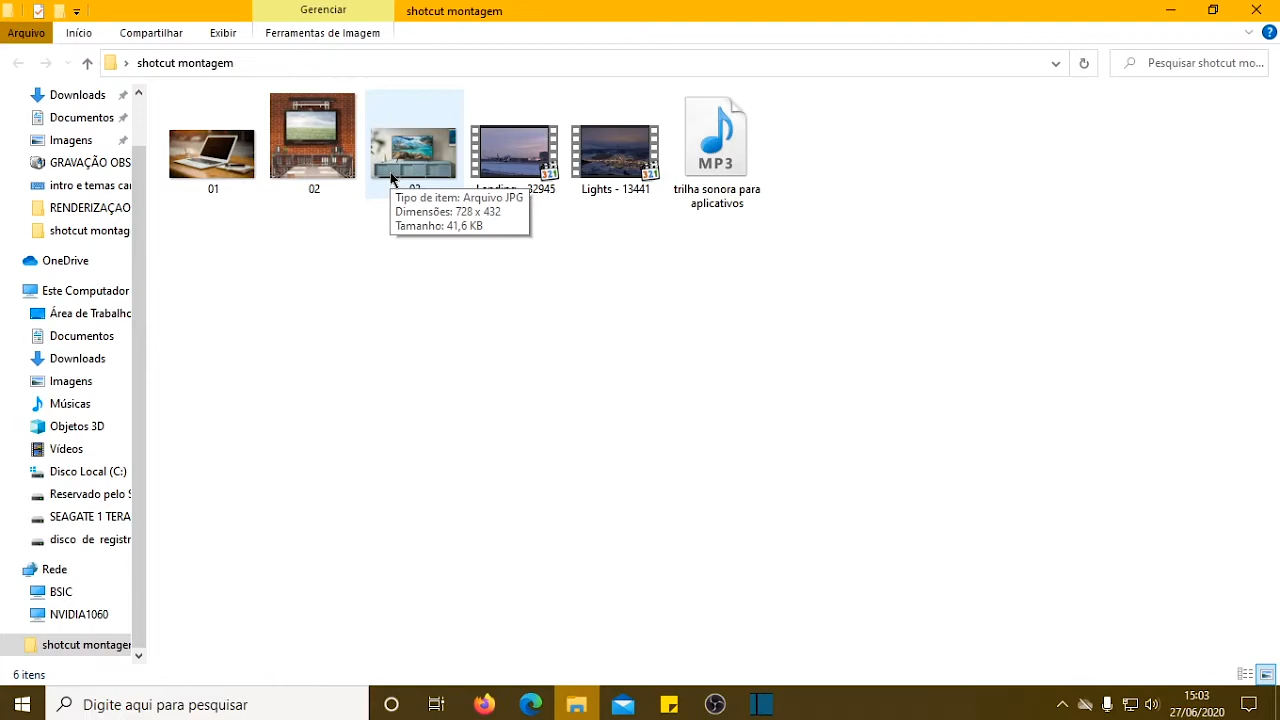 Gerenciar
shotcut montagem
Arquivo
Início
Compartilhar
Exibir
Ferramentas de Imagem
shotcut montagem
Pesquisar shotcut mo...
Downloads
Documentos
Imagens
GRAVAÇÃO OBS
intro e temas car
RENDERIZAÇÃO
shotcut montag
OneDrive
Este Computador
Área de Trabalho
Documentos
Downloads
Imagens
Músicas
Objetos 3D
Vídeos
Disco Local (C:)
Reservado pelo S
SEAGATE 1 TERA
disco de registr
Rede
BSIC
NVIDIA1060
shotcut montagem
01
02
Lights - 13441
MP3
trilha sonora para
aplicativos
321
321
Tipo de item: Arquivo JPG
Dimensões: 728 x 432
Tamanho: 41,6 KB
6 itens
Digite aqui para pesquisar
15:03
27/06/2020